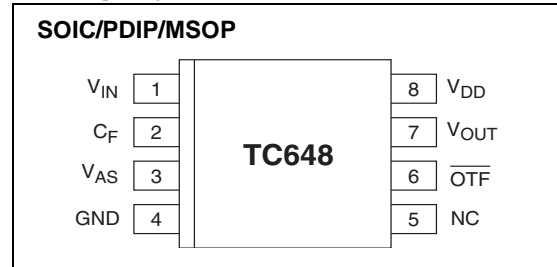 SOIC/PDIP/MSOP
VIN 1 8 VDD
CF 2 7 VOUT
TC648
VAS 3 6 OTF
GND 4 5 NC